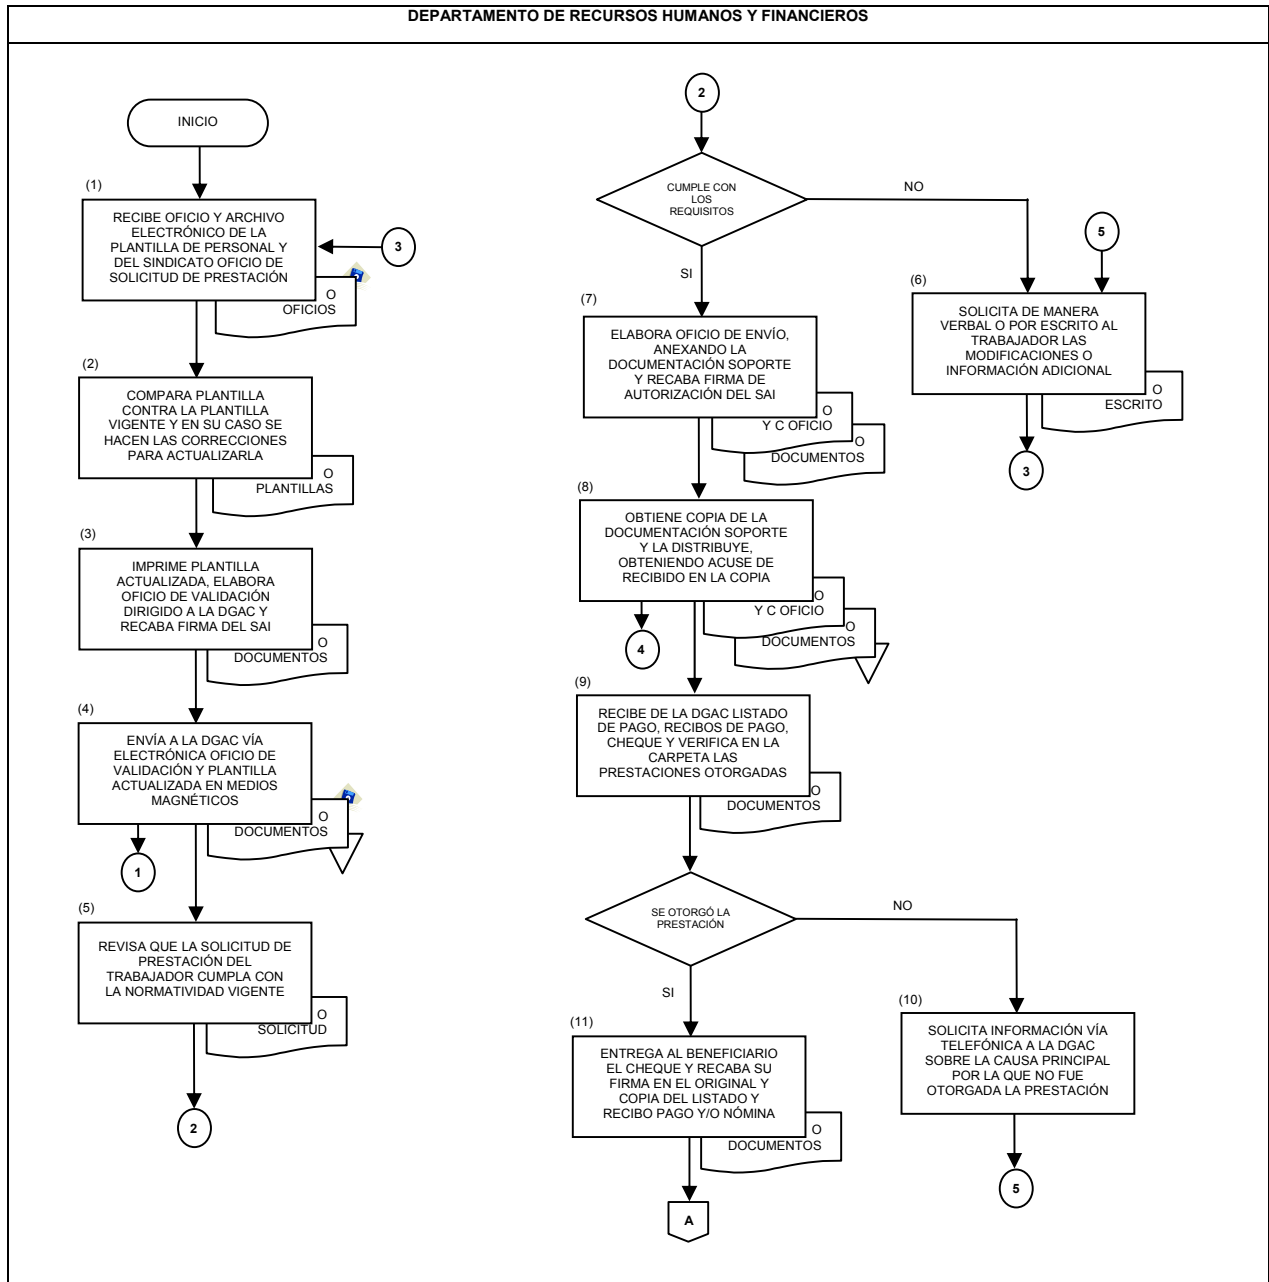 DEPARTAMENTO DE RECURSOS HUMANOS Y FINANCIEROS
INICIO
(1)
RECIBE OFICIO Y ARCHIVO
ELECTRÓNICO DE LA
PLANTILLA DE PERSONAL Y
DEL SINDICATO OFICIO DE
SOLICITUD DE PRESTACIÓN
3
O
OFICIOS
(2)
COMPARA PLANTILLA
CONTRA LA PLANTILLA
VIGENTE Y EN SU CASO SE
HACEN LAS CORRECCIONES
PARA ACTUALIZARLA
O
PLANTILLAS
(3)
IMPRIME PLANTILLA
ACTUALIZADA, ELABORA
OFICIO DE VALIDACIÓN
DIRIGIDO A LA DGAC Y
RECABA FIRMA DEL SAI
O
DOCUMENTOS
(4)
ENVÍA A LA DGAC VÍA
ELECTRÓNICA OFICIO DE
VALIDACIÓN Y PLANTILLA
ACTUALIZADA EN MEDIOS
MAGNÉTICOS
O
DOCUMENTOS
1
(5)
REVISA QUE LA SOLICITUD DE
PRESTACIÓN DEL
TRABAJADOR CUMPLA CON
LA NORMATIVIDAD VIGENTE
O
SOLICITUD
2
2
CUMPLE CON
LOS
REQUISITOS
NO
SI
5
(6)
SOLICITA DE MANERA
VERBAL O POR ESCRITO AL
TRABAJADOR LAS
MODIFICACIONES O
INFORMACIÓN ADICIONAL
O
ESCRITO
3
(7)
ELABORA OFICIO DE ENVÍO,
ANEXANDO LA
DOCUMENTACIÓN SOPORTE
Y RECABA FIRMA DE
AUTORIZACIÓN DEL SAI
O
Y C OFICIO
O
DOCUMENTOS
(8)
OBTIENE COPIA DE LA
DOCUMENTACIÓN SOPORTE
Y LA DISTRIBUYE,
OBTENIENDO ACUSE DE
RECIBIDO EN LA COPIA
O
Y C OFICIO
O
DOCUMENTOS
4
(9)
RECIBE DE LA DGAC LISTADO
DE PAGO, RECIBOS DE PAGO,
CHEQUE Y VERIFICA EN LA
CARPETA LAS
PRESTACIONES OTORGADAS
O
DOCUMENTOS
SE OTORGÓ LA
PRESTACIÓN
NO
SI
(10)
SOLICITA INFORMACIÓN VÍA
TELEFÓNICA A LA DGAC
SOBRE LA CAUSA PRINCIPAL
POR LA QUE NO FUE
OTORGADA LA PRESTACIÓN
5
(11)
ENTREGA AL BENEFICIARIO
EL CHEQUE Y RECABA SU
FIRMA EN EL ORIGINAL Y
COPIA DEL LISTADO Y
RECIBO PAGO Y/O NÓMINA
O
DOCUMENTOS
A